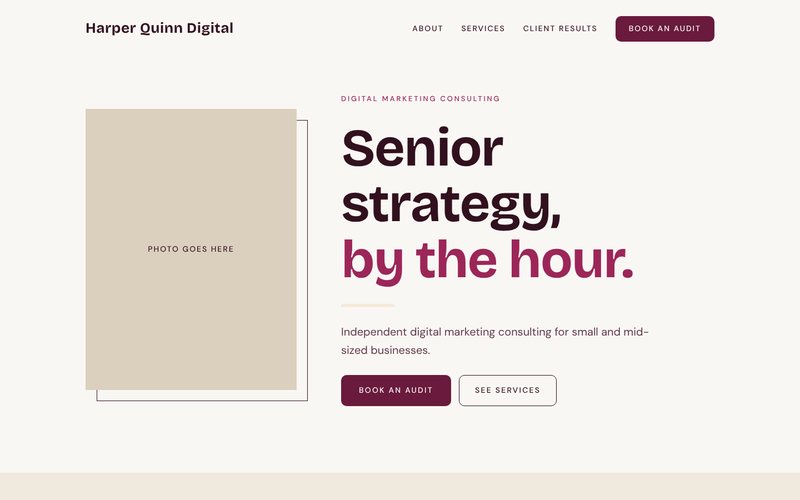 Harper Quinn Digital
ABOUT SERVICES CLIENT RESULTS BOOK AN AUDIT
DIGITAL MARKETING CONSULTING
Senior
strategy,
by the hour.
PHOTO GOES HERE
Independent digital marketing consulting for small and mid-
sized businesses.
BOOK AN AUDIT SEE SERVICES